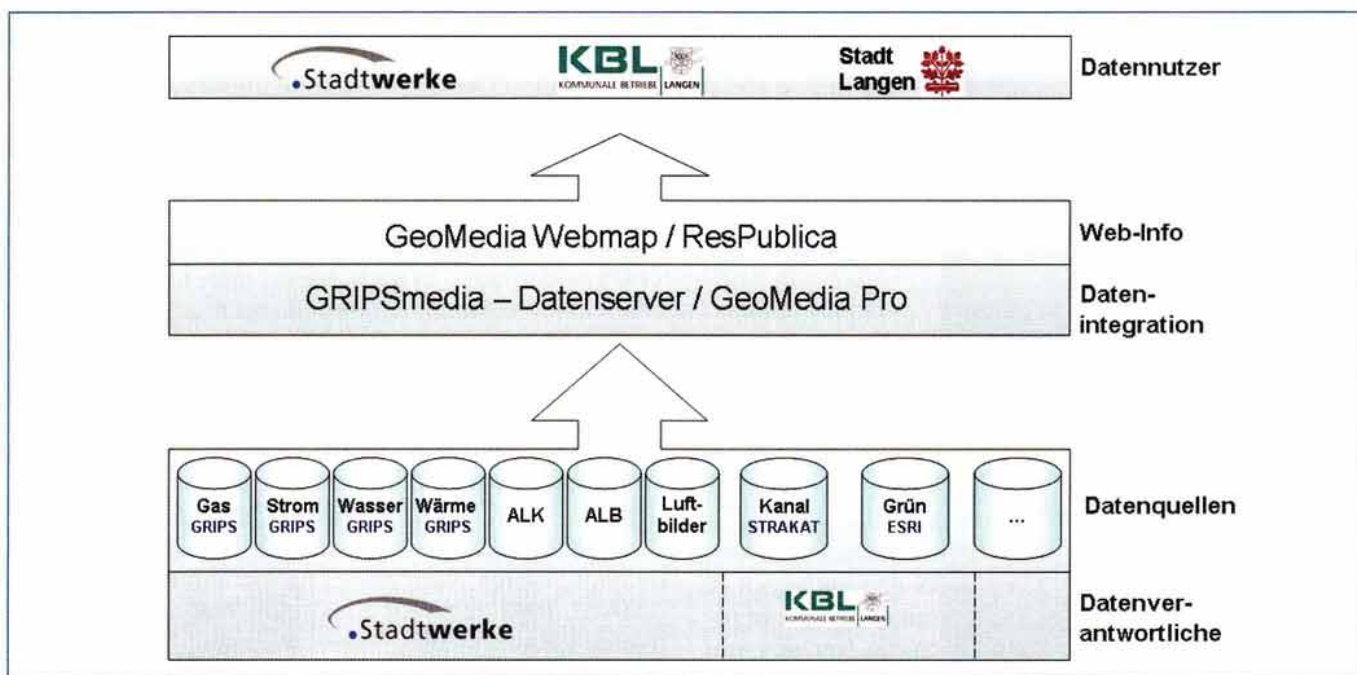 .Stadtwerke
KBL
KOMMUNALE BETRIEBE LANGEN
Stadt
Langen
Datennutzer
GeoMedia Webmap / ResPublica
Web-Info
GRIPSmedia – Datenserver / GeoMedia Pro
Daten-
integration
Gas
GRIPS
Strom
GRIPS
Wasser
GRIPS
Wärme
GRIPS
ALK
ALB
Luft-
bilder
Kanal
STRAKAT
Grün
ESRI
...
Datenquellen
.Stadtwerke
KBL
KOMMUNALE BETRIEBE LANGEN
Datenver-
antwortliche